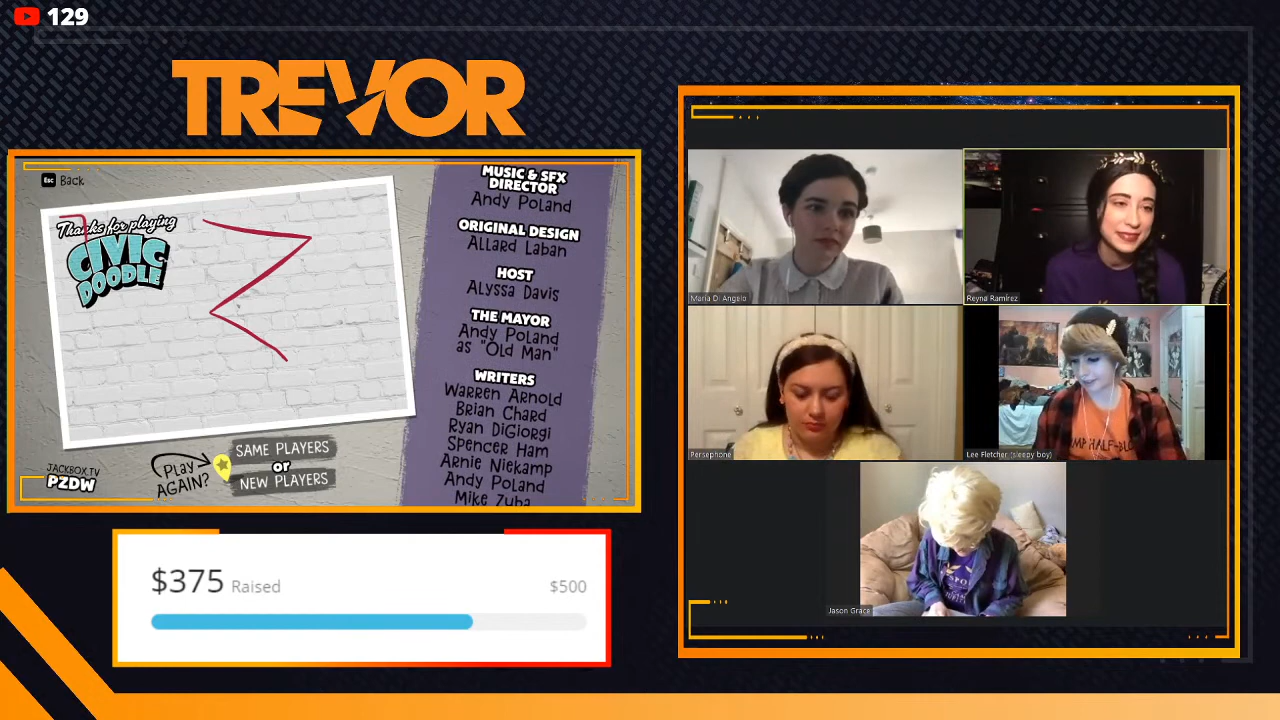 129
TREVOR
Esc Back
Thanks for playing
CIVIC
DOODLE
MUSIC & SFX
DIRECTOR
Andy Poland
ORIGINAL DESIGN
Allard Laban
HOST
Alyssa Davis
THE MAYOR
Andy Poland
as "Old Man"
WRITERS
Warren Arnold
Brian Chard
Ryan DiGiorgi
Spencer Ham
Arnie Niekamp
Andy Poland
Mike Zuba
JACKBOX.TV
PZDW
PLAY
AGAIN?
SAME PLAYERS
or
NEW PLAYERS
$375 Raised
$500
Maria Di Angelo
Reyna Ramírez
Persephone
Lee Fletcher (sleepy boy)
Jason Grace